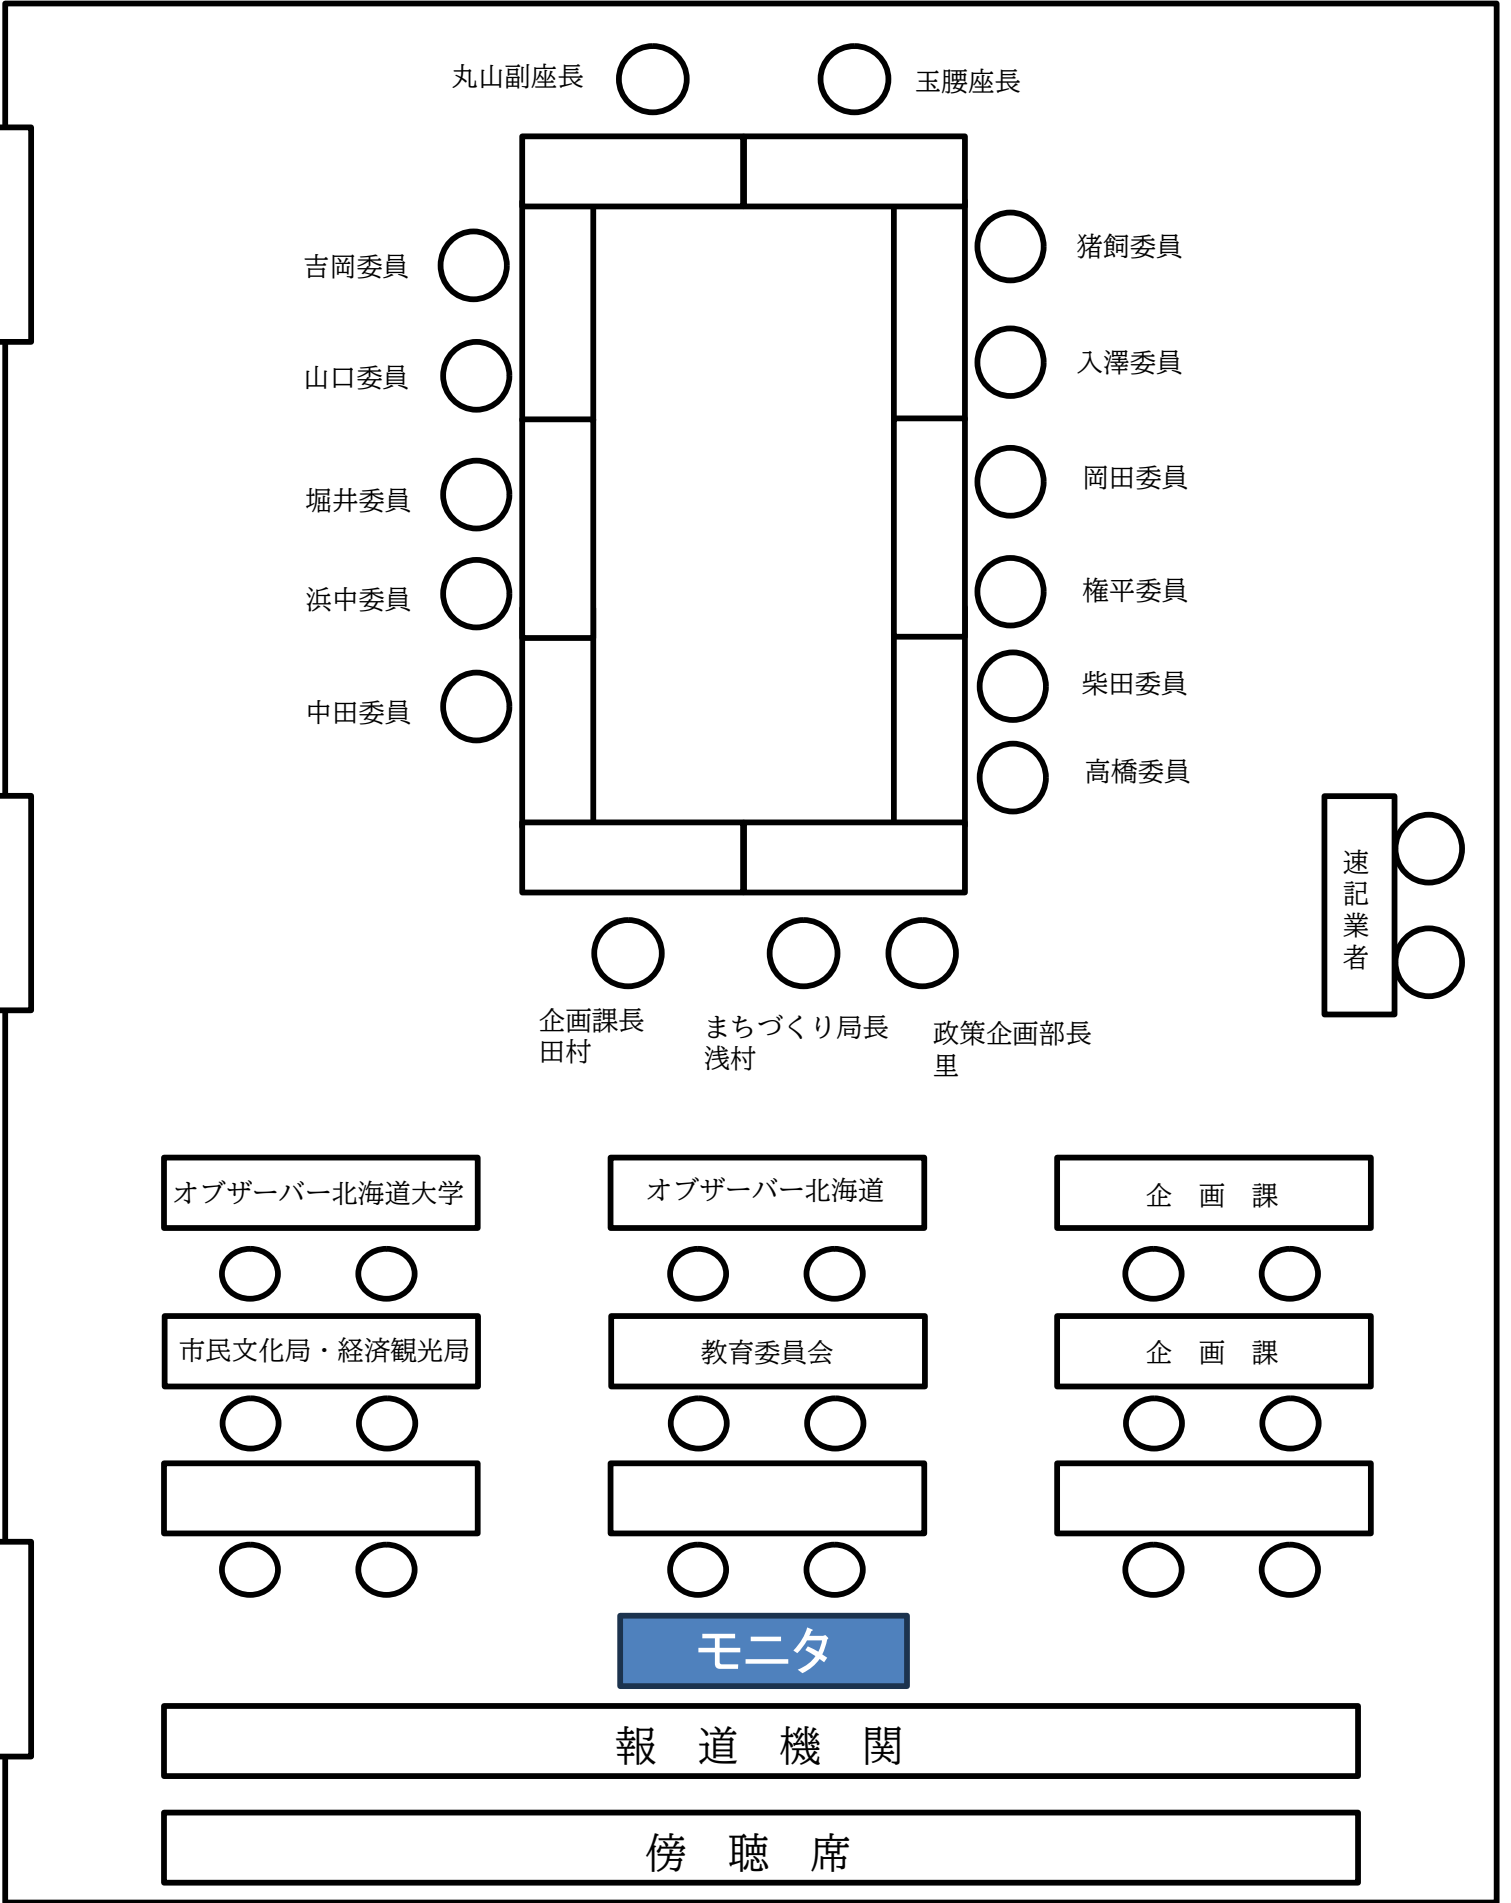 丸山副座長
玉腰座長
吉岡委員
猪飼委員
山口委員
入澤委員
堀井委員
岡田委員
浜中委員
権平委員
中田委員
柴田委員
高橋委員
速記業者
企画課長
田村
まちづくり局長
浅村
政策企画部長
里
オブザーバー北海道大学
オブザーバー北海道
企　画　課
市民文化局・経済観光局
教育委員会
企　画　課
モニタ
報　道　機　関
傍　聴　席